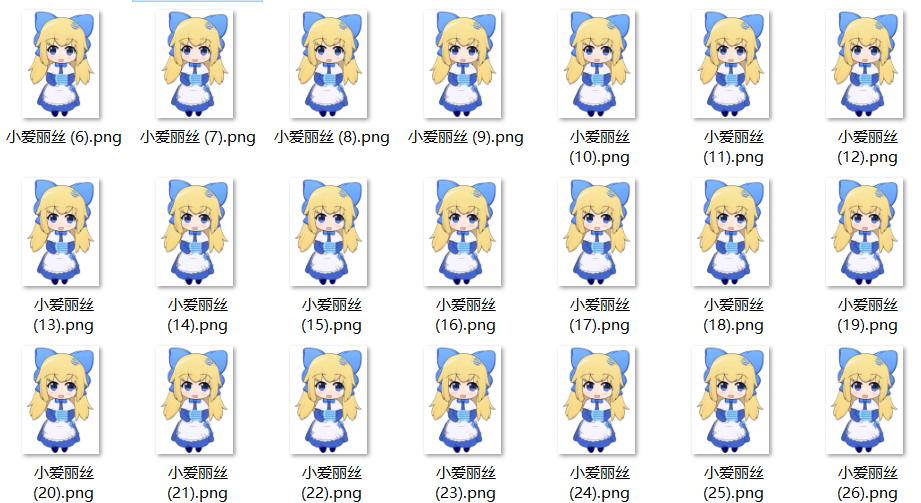 小爱丽丝 (6).png
小爱丽丝 (7).png
小爱丽丝 (8).png
小爱丽丝 (9).png
小爱丽丝
(10).png
小爱丽丝
(11).png
小爱丽丝
(12).png
小爱丽丝
(13).png
小爱丽丝
(14).png
小爱丽丝
(15).png
小爱丽丝
(16).png
小爱丽丝
(17).png
小爱丽丝
(18).png
小爱丽丝
(19).png
小爱丽丝
(20).png
小爱丽丝
(21).png
小爱丽丝
(22).png
小爱丽丝
(23).png
小爱丽丝
(24).png
小爱丽丝
(25).png
小爱丽丝
(26).png